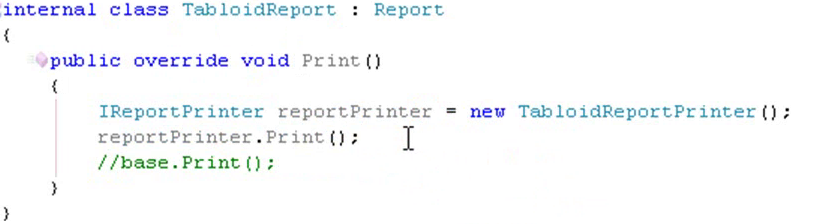 internal class TabloidReport : Report
{
public override void Print()
{
IReportPrinter reportPrinter = new TabloidReportPrinter();
reportPrinter.Print();
//base.Print();
}
}